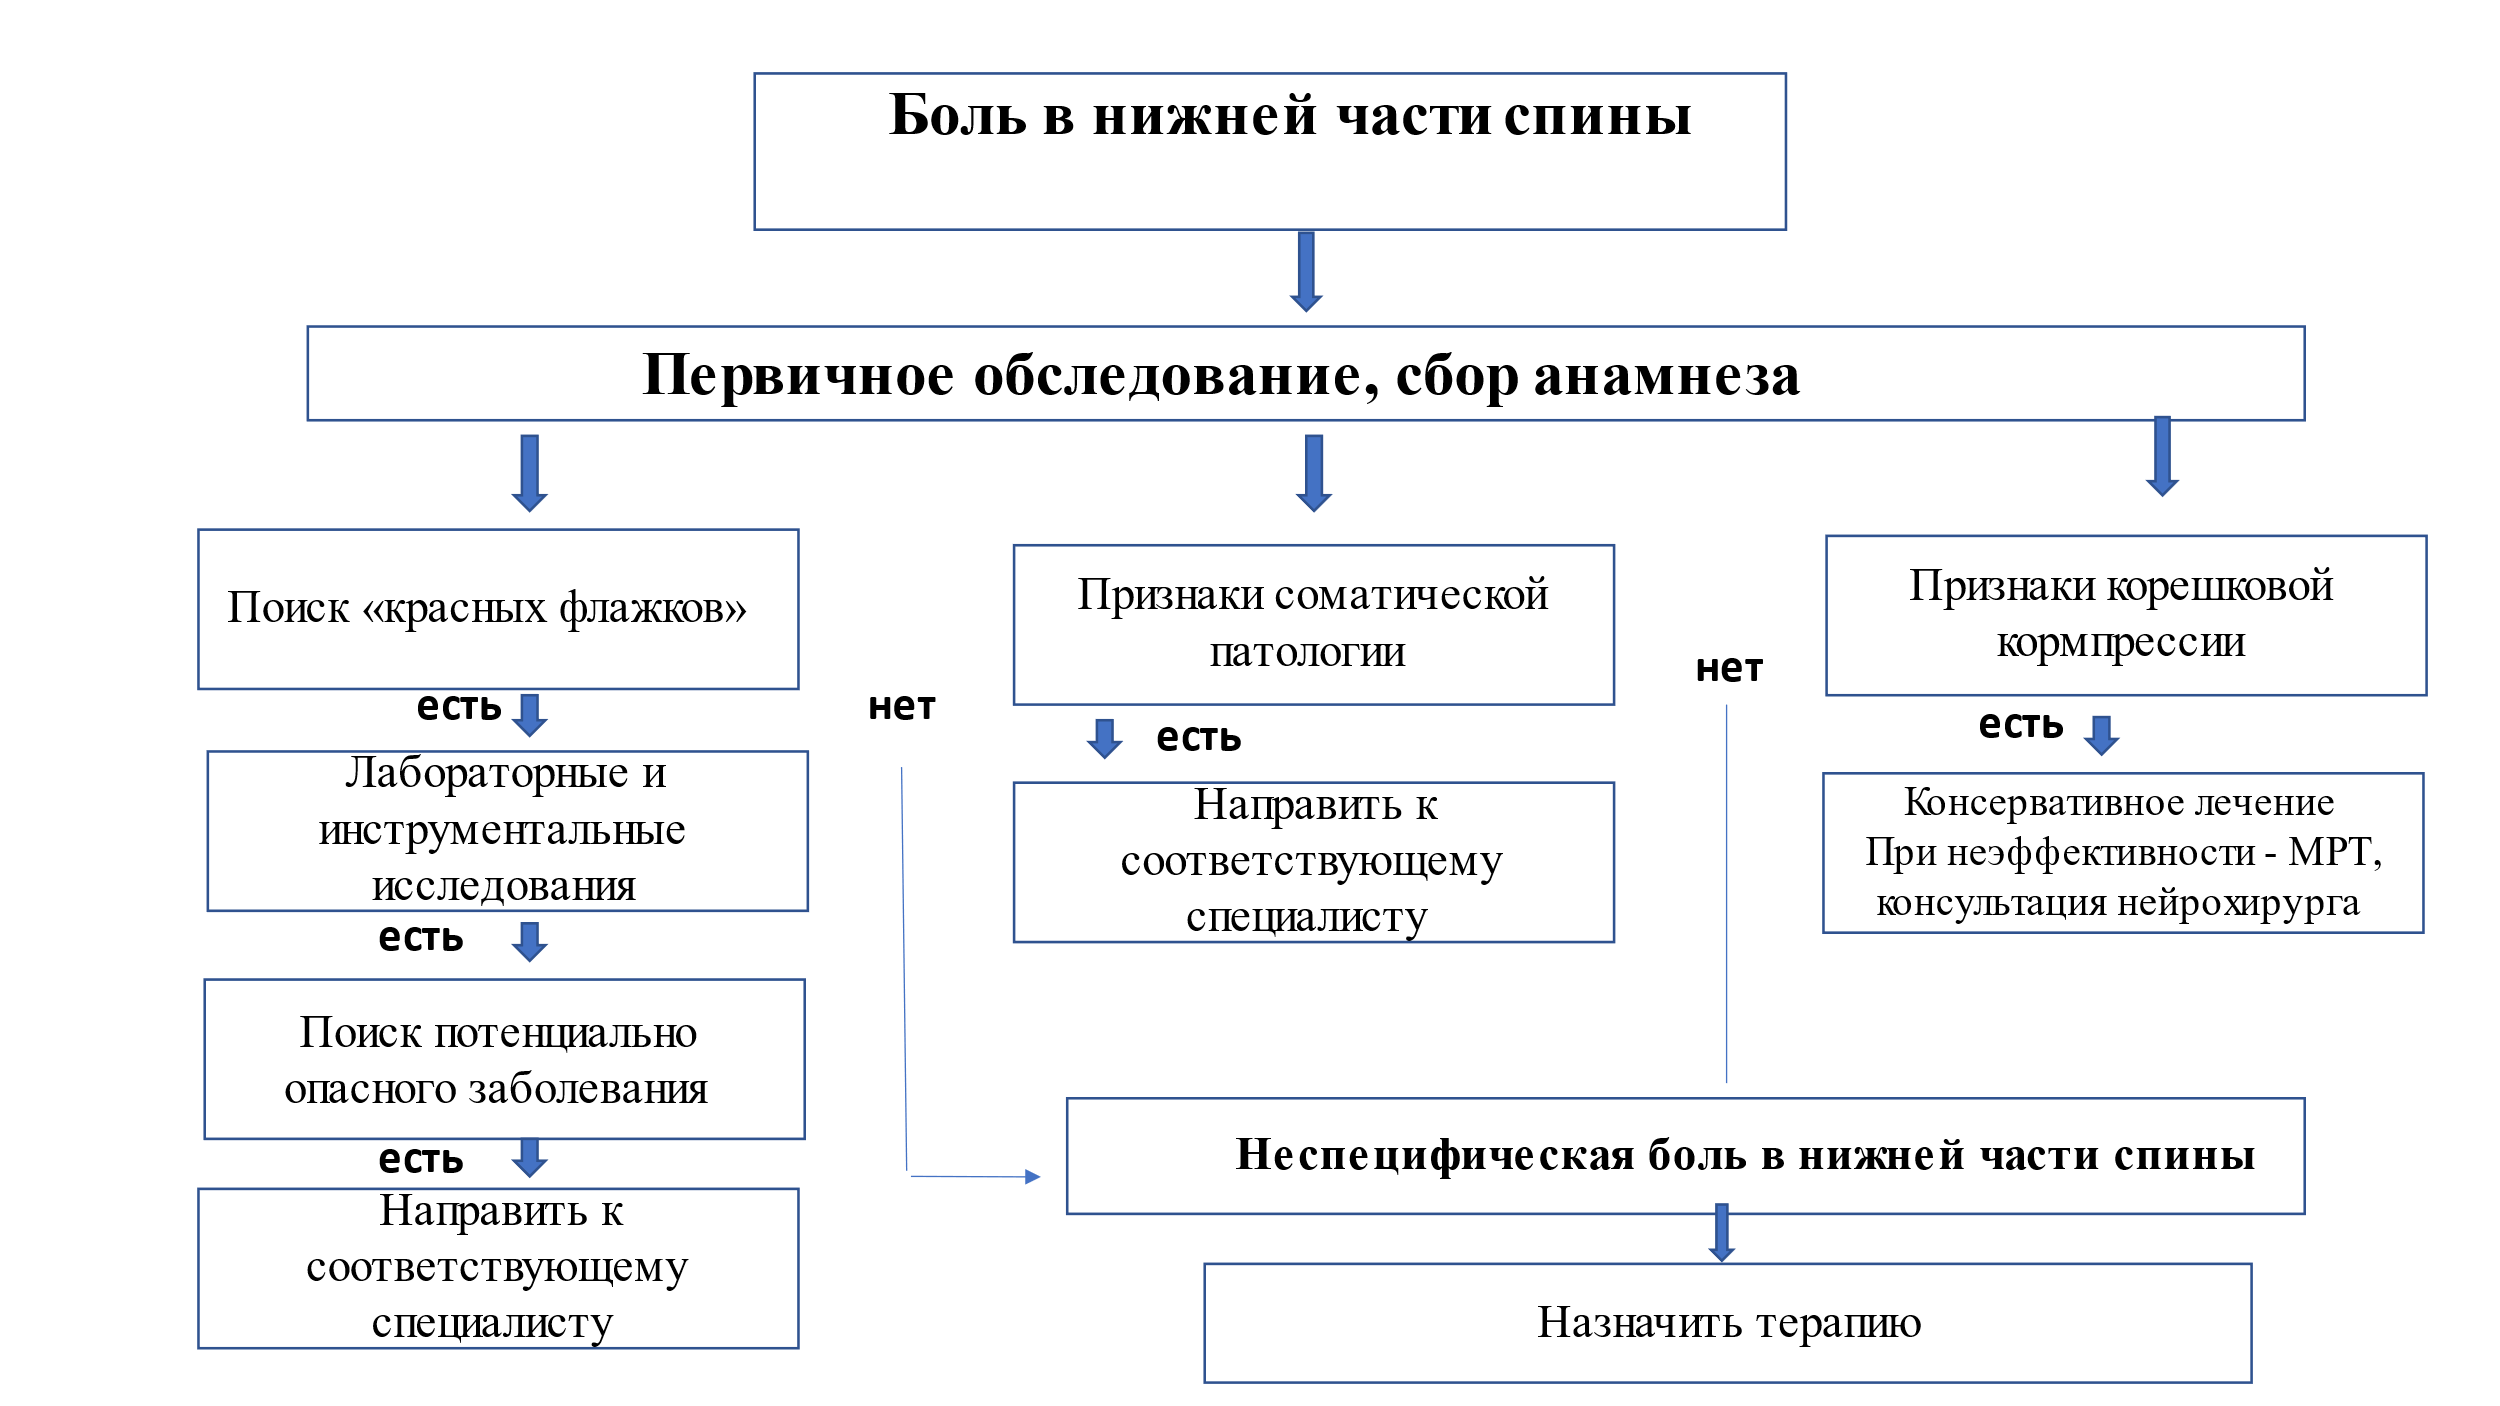 Боль в нижней части спины
Первичное обследование, сбор анамнеза
Поиск «красных флажков»
есть
Лабораторные и
инструментальные
исследования
есть
Поиск потенциально
опасного заболевания
есть
Направить к
соответствующему
специалисту
нет
Признаки соматической
патологии
есть
Направить к
соответствующему
специалисту
нет
Признаки корешковой
кормпрессии
есть
Консервативное лечение
При неэффективности - МРТ,
консультация нейрохирурга
Неспецифическая боль в нижней части спины
Назначить терапию